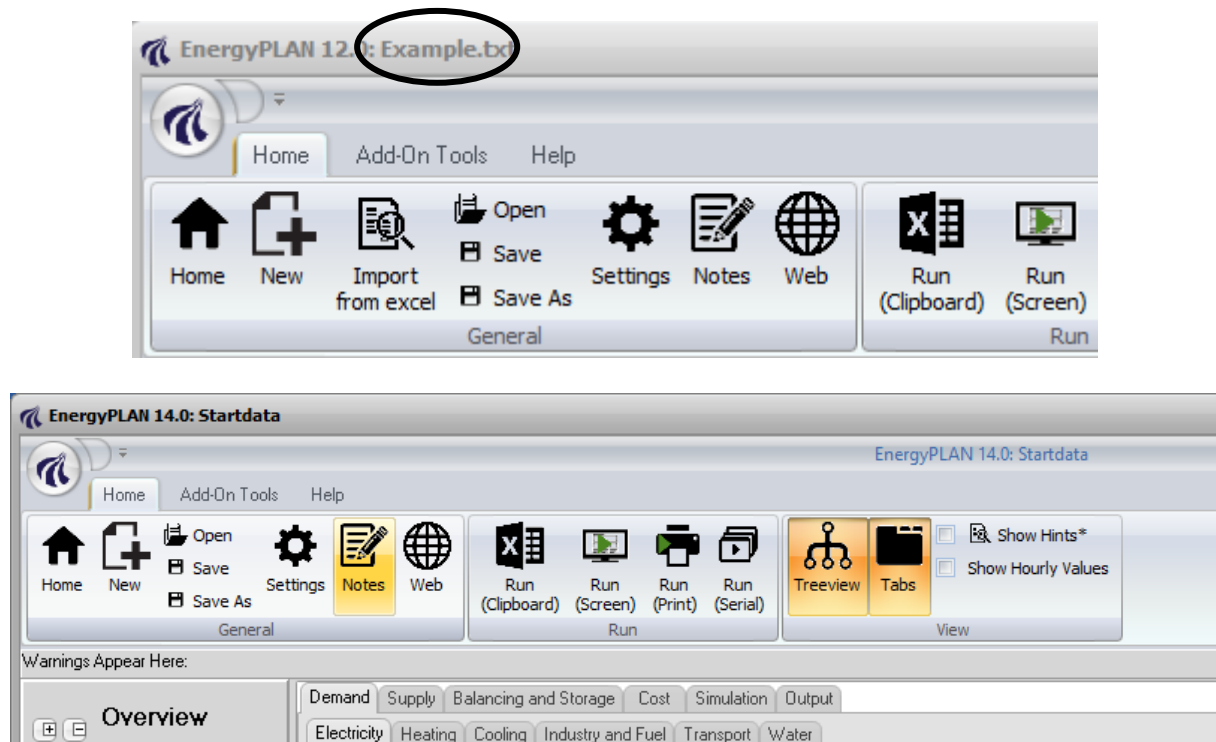 EnergyPLAN 12.0: Example.txt
Home Add-On Tools Help
Open
Save
Home New Import from excel Save As Settings Notes Web Run (Clipboard) Run (Screen)
General Run
EnergyPLAN 14.0: Startdata
EnergyPLAN 14.0: Startdata
Home Add-On Tools Help
Open Show Hints*
Save Show Hourly Values
Home New Save As Settings Notes Web Run (Clipboard) Run (Screen) Run (Print) Run (Serial) Treeview Tabs
General Run View
Warnings Appear Here:
Demand Supply Balancing and Storage Cost Simulation Output
Overview
Electricity Heating Cooling Industry and Fuel Transport Water